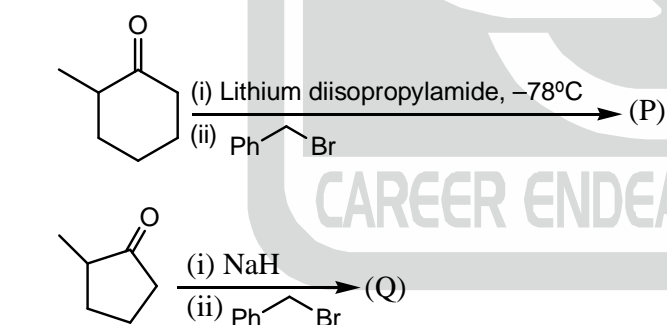 O
(i) Lithium diisopropylamide, –78ºC
(P)
(ii) Ph Br
CAREER ENDEA
O
(i) NaH
(Q)
(ii) Ph Br